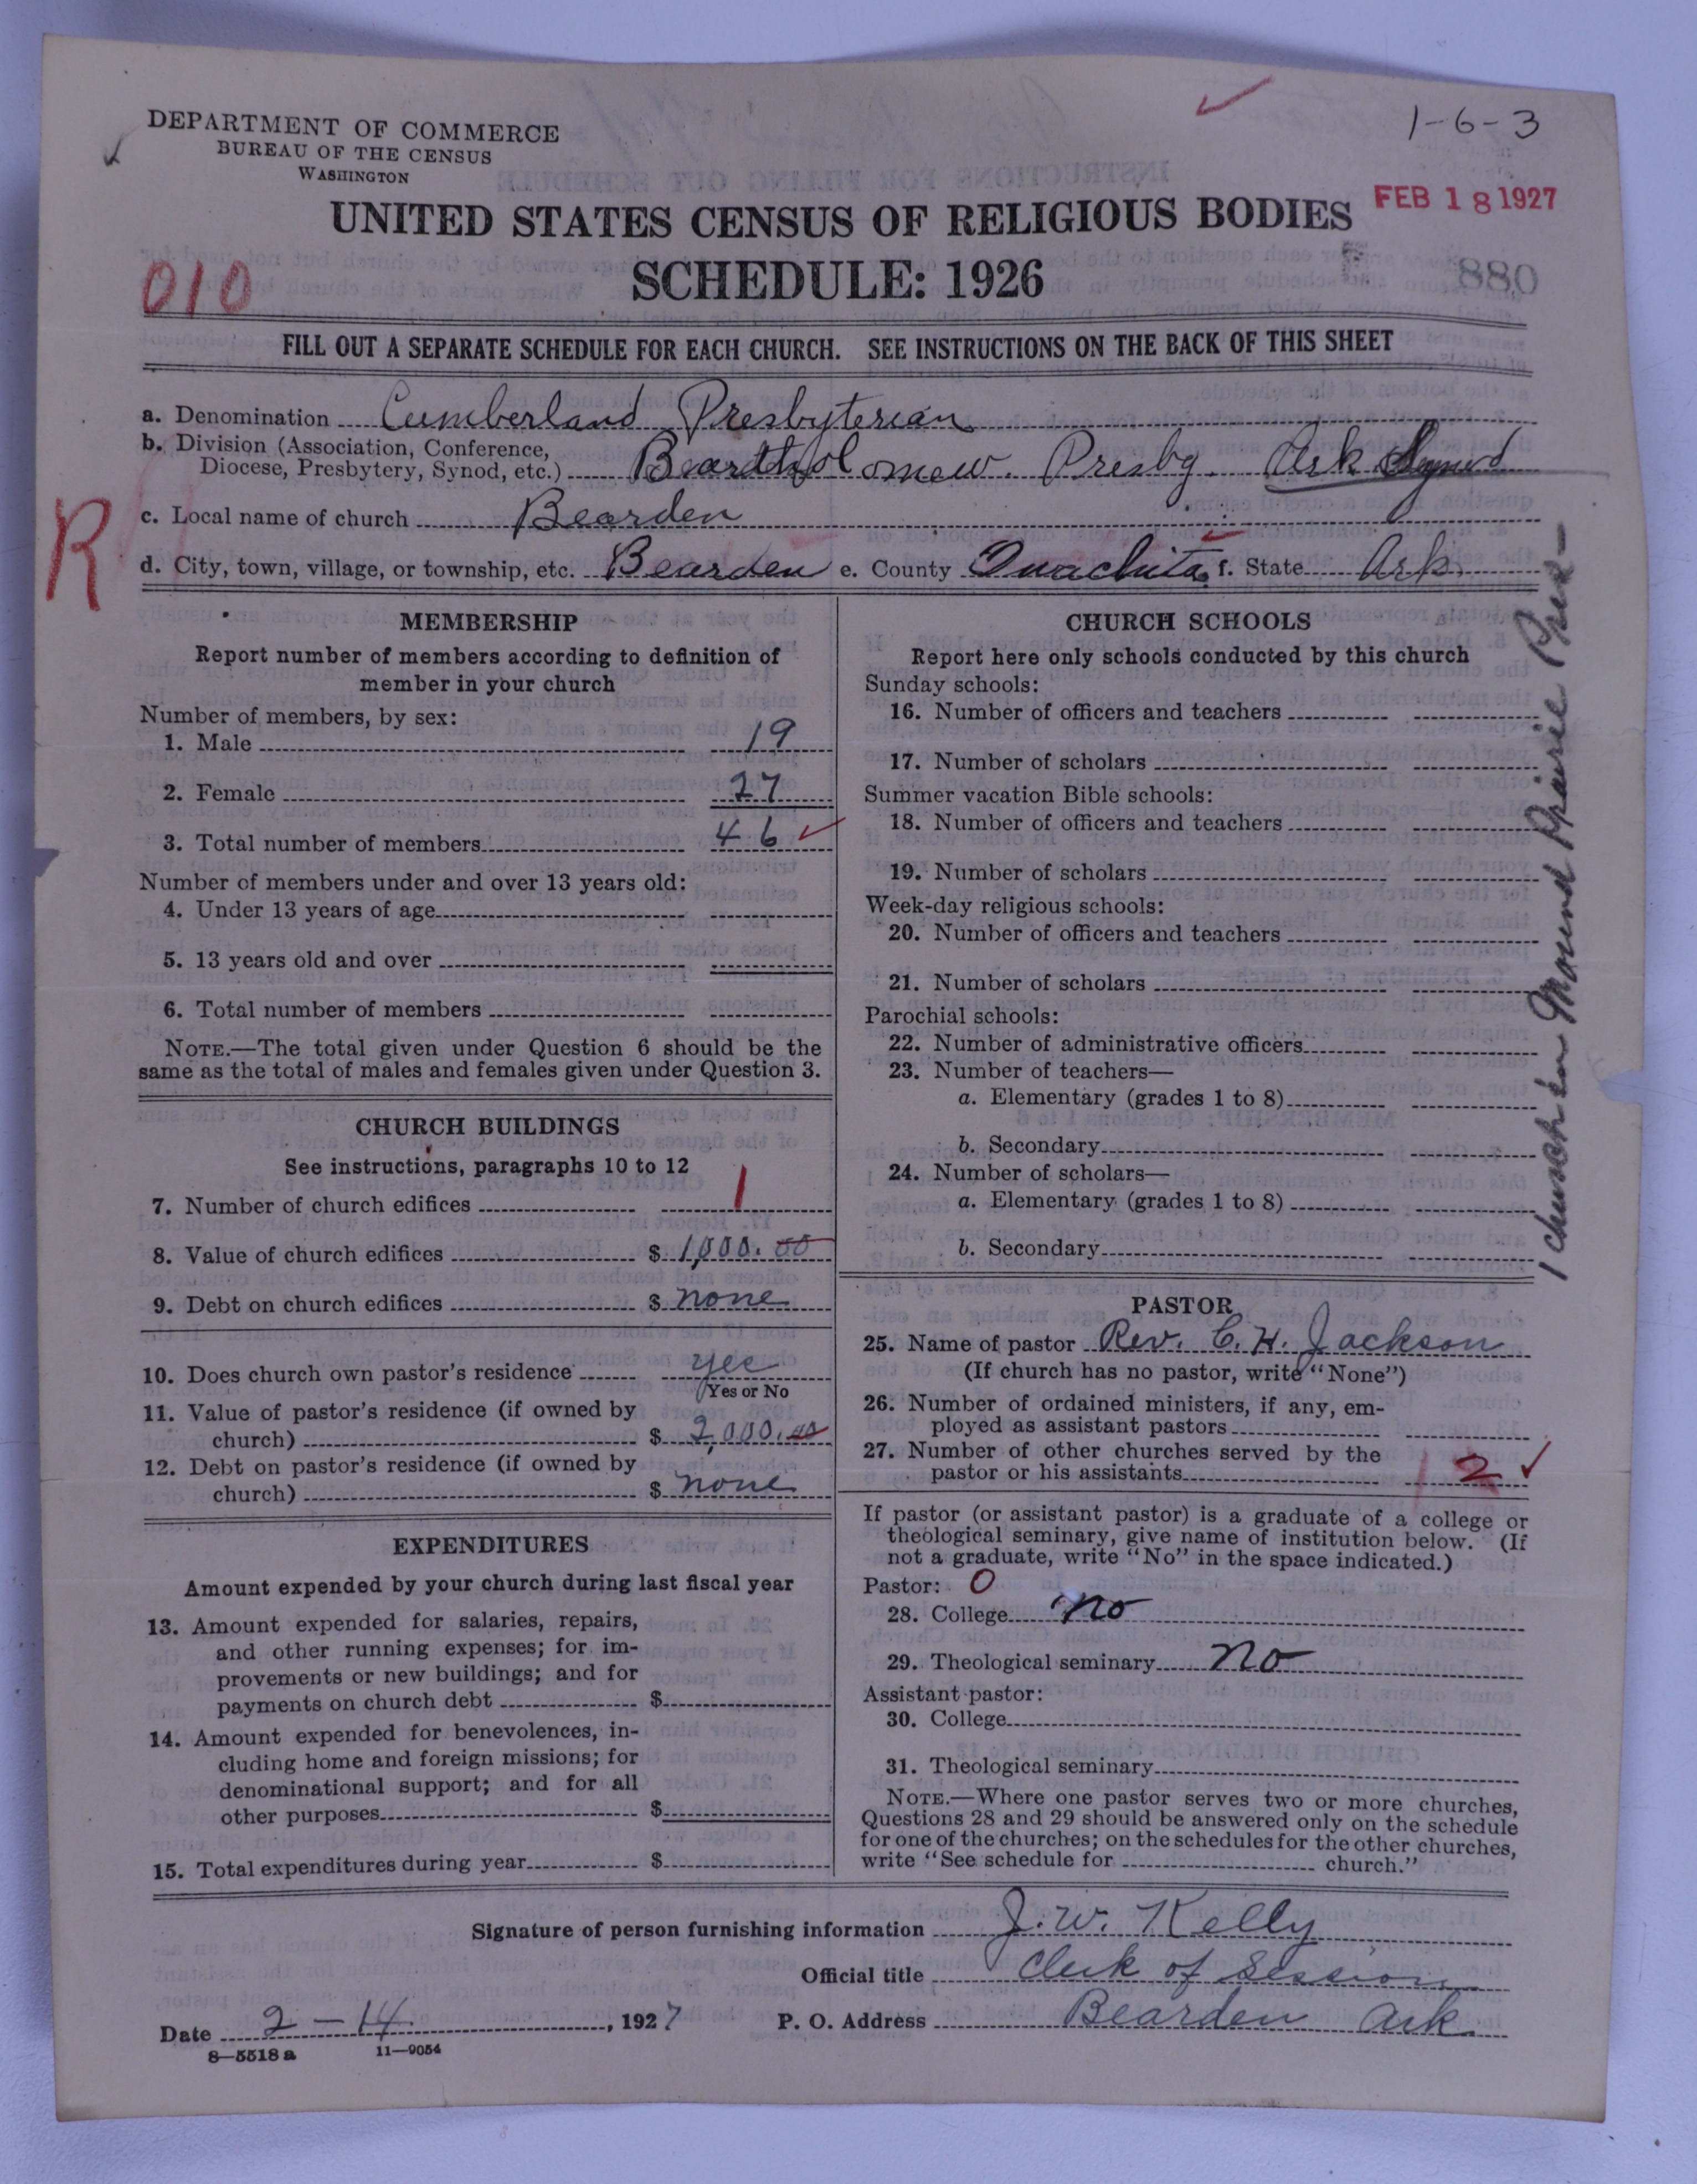 1-6-3
DEPARTMENT OF COMMERCE
BUREAU OF THE CENSUS
WASHINGTON
UNITED STATES CENSUS OF RELIGIOUS BODIES
FEB 18 1927
SCHEDULE: 1926
010
880
FILL OUT A SEPARATE SCHEDULE FOR EACH CHURCH. SEE INSTRUCTIONS ON THE BACK OF THIS SHEET
a. Denomination Cumberland Presbyterian
b. Division (Association, Conference,
Diocese, Presbytery, Synod, etc.) Bartholomew. Presby. Ark Synod
R
c. Local name of church Bearden
d. City, town, village, or township, etc. Bearden e. County Ouachita f. State Ark
MEMBERSHIP
Report number of members according to definition of
member in your church
Number of members, by sex:
1. Male 19
2. Female 27
3. Total number of members 46
Number of members under and over 13 years old:
4. Under 13 years of age
5. 13 years old and over
6. Total number of members
NOTE.—The total given under Question 6 should be the
same as the total of males and females given under Question 3.
CHURCH BUILDINGS
See instructions, paragraphs 10 to 12
7. Number of church edifices 1
8. Value of church edifices $ 1,000.00
9. Debt on church edifices $ none
10. Does church own pastor's residence yes
Yes or No
11. Value of pastor's residence (if owned by
church) $ 2,000.00
12. Debt on pastor's residence (if owned by
church) $ none
EXPENDITURES
Amount expended by your church during last fiscal year
13. Amount expended for salaries, repairs,
and other running expenses; for im-
provements or new buildings; and for
payments on church debt $
14. Amount expended for benevolences, in-
cluding home and foreign missions; for
denominational support; and for all
other purposes $
15. Total expenditures during year $
CHURCH SCHOOLS
Report here only schools conducted by this church
Sunday schools:
16. Number of officers and teachers
17. Number of scholars
Summer vacation Bible schools:
18. Number of officers and teachers
19. Number of scholars
Week-day religious schools:
20. Number of officers and teachers
21. Number of scholars
Parochial schools:
22. Number of administrative officers
23. Number of teachers—
a. Elementary (grades 1 to 8)
b. Secondary
24. Number of scholars—
a. Elementary (grades 1 to 8)
b. Secondary
PASTOR
25. Name of pastor Rev. C. H. Jackson
(If church has no pastor, write "None")
26. Number of ordained ministers, if any, em-
ployed as assistant pastors
27. Number of other churches served by the
pastor or his assistants 2
If pastor (or assistant pastor) is a graduate of a college or
theological seminary, give name of institution below. (If
not a graduate, write "No" in the space indicated.)
Pastor: 0
28. College no
29. Theological seminary no
Assistant pastor:
30. College
31. Theological seminary
NOTE.—Where one pastor serves two or more churches,
Questions 28 and 29 should be answered only on the schedule
for one of the churches; on the schedules for the other churches,
write "See schedule for church."
1 church in Mound Prairie Pres—
Signature of person furnishing information J. W. Kelly
Official title Clerk of Session
Date 2-14, 1927 P. O. Address Bearden Ark.
8—5518 a 11—9054